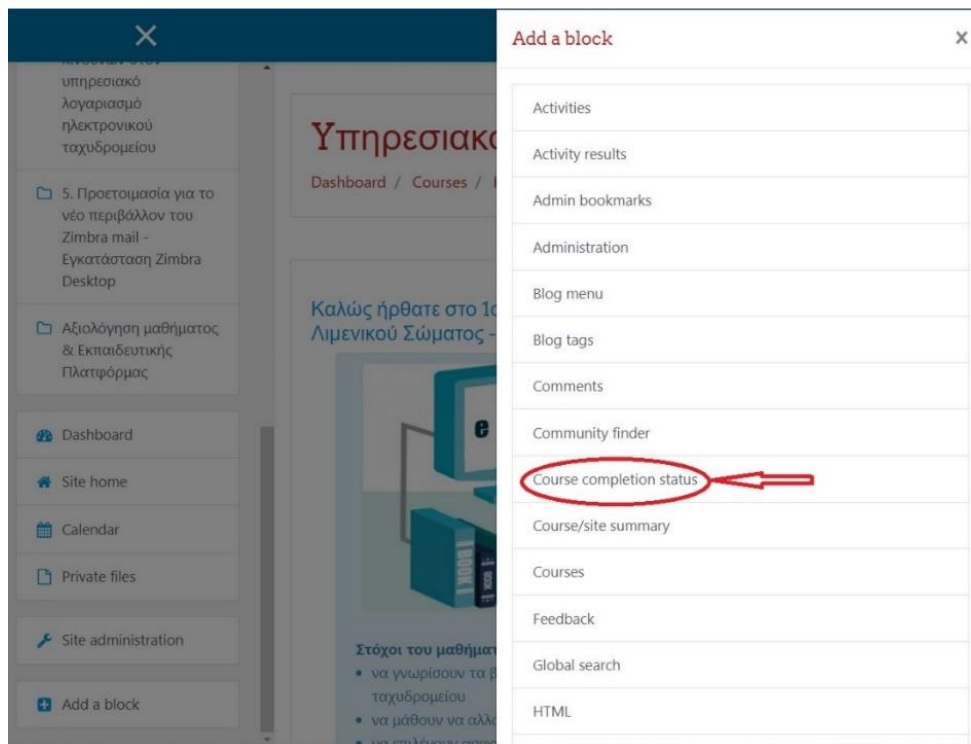 υπηρεσιακό
λογαριασμό
ηλεκτρονικού
ταχυδρομείου
5. Προετοιμασία για το
νέο περιβάλλον του
Zimbra mail -
Εγκατάσταση Zimbra
Desktop
Αξιολόγηση μαθήματος
& Εκπαιδευτικής
Πλατφόρμας
Dashboard
Site home
Calendar
Private files
Site administration
Add a block
Dashboard / Courses /
Καλώς ήρθατε στο
Λιμενικού Σώματος -
e
BOOK
BOOK
Στόχοι του
• να γνωρίσουν τα
ταχυδρομείου
• να μάθουν να
Add a block
x
Activities
Activity results
Admin bookmarks
Administration
Blog menu
Blog tags
Comments
Community finder
Course completion status
Course/site summary
Courses
Feedback
Global search
HTML